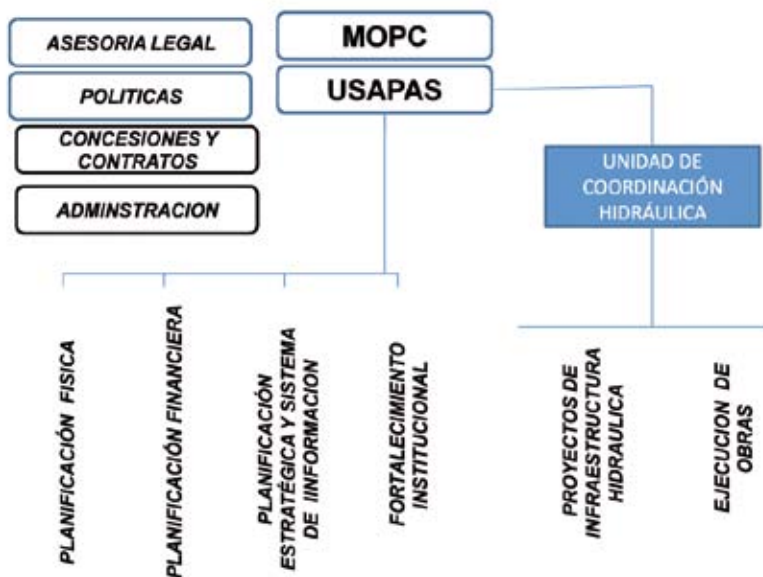 ASESORIA LEGAL
POLITICAS
CONCESIONES Y
CONTRATOS
ADMINSTRACION
MOPC
USAPAS
UNIDAD DE
COORDINACIÓN
HIDRÁULICA
PLANIFICACIÓN FISICA
PLANIFICACIÓN FINANCIERA
PLANIFICACIÓN
ESTRATÉGICA Y SISTEMA
DE IINFORMACION
FORTALECIMIENTO
INSTITUCIONAL
PROYECTOS DE
INFRAESTRUCTURA
HIDRAULICA
EJECUCION DE
OBRAS